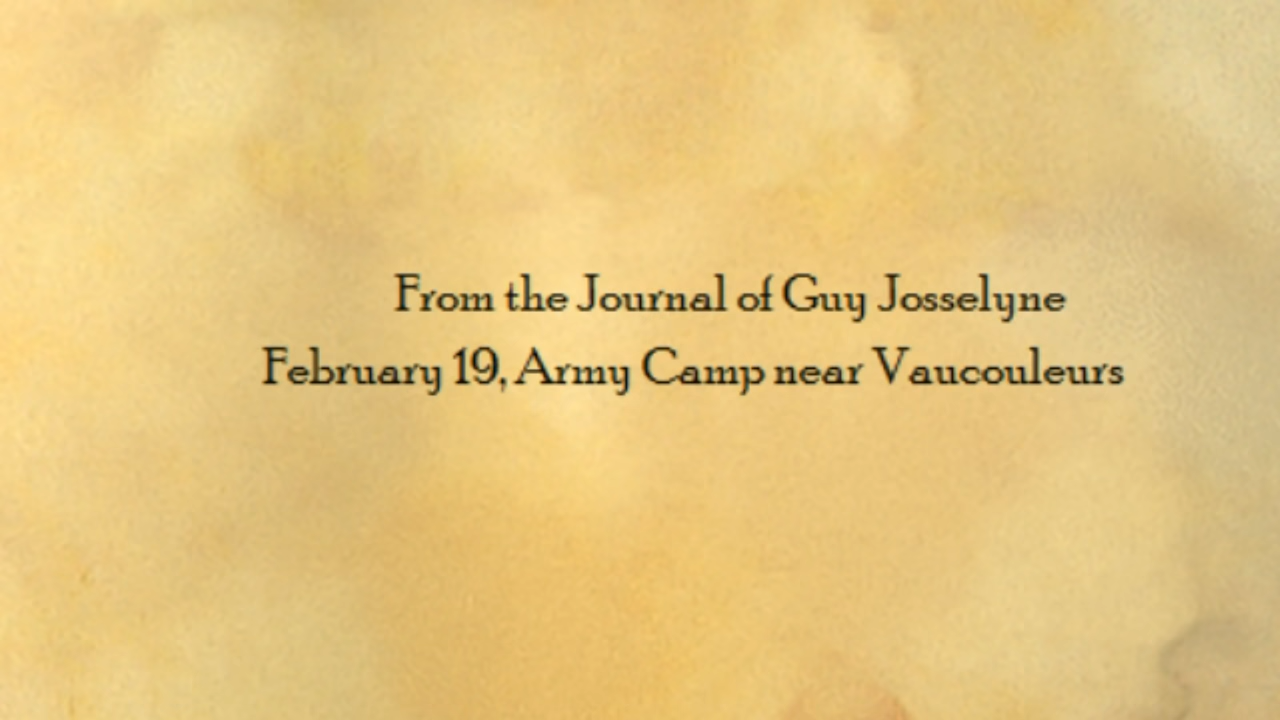 From the Journal of Guy Josselyne
February 19, Army Camp near Vaucouleurs